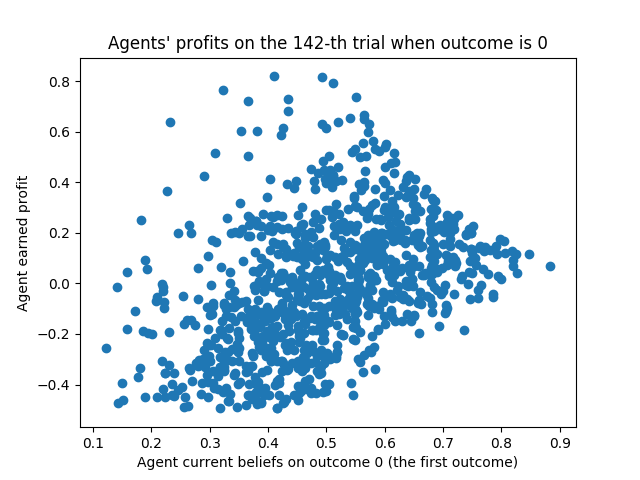 Agents' profits on the 142-th trial when outcome is 0
Agent earned profit
0.8
0.6
0.4
0.2
0.0
−0.2
−0.4
0.1 0.2 0.3 0.4 0.5 0.6 0.7 0.8 0.9
Agent current beliefs on outcome 0 (the first outcome)